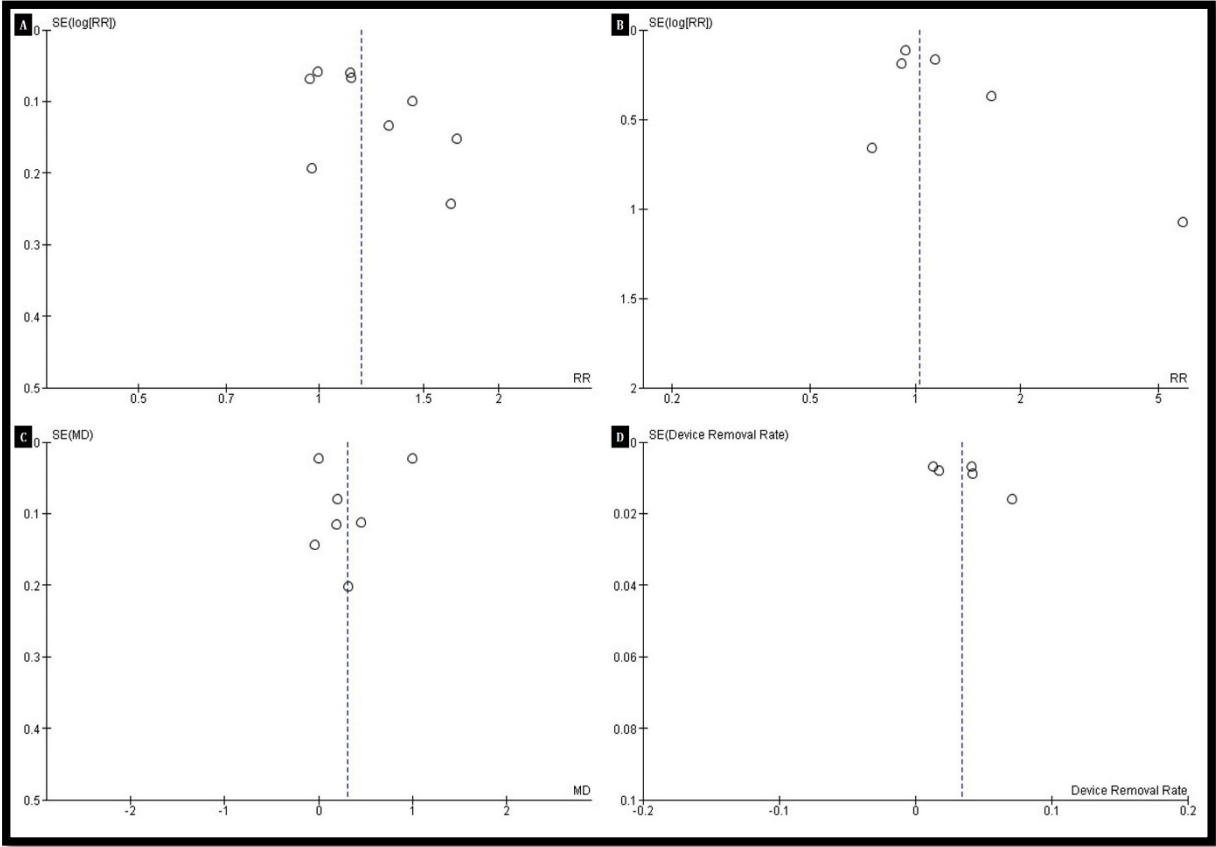 A SE(log[RR])
0
0.1
0.2
0.3
0.4
0.5
RR
0.5 0.7 1 1.5 2
B SE(log[RR])
0
0.5
1
1.5
2
RR
0.2 0.5 1 2 5
C SE(MD)
0
0.1
0.2
0.3
0.4
0.5
MD
-2 -1 0 1 2
D SE(Device Removal Rate)
0
0.02
0.04
0.06
0.08
0.1
Device Removal Rate
-0.2 -0.1 0 0.1 0.2